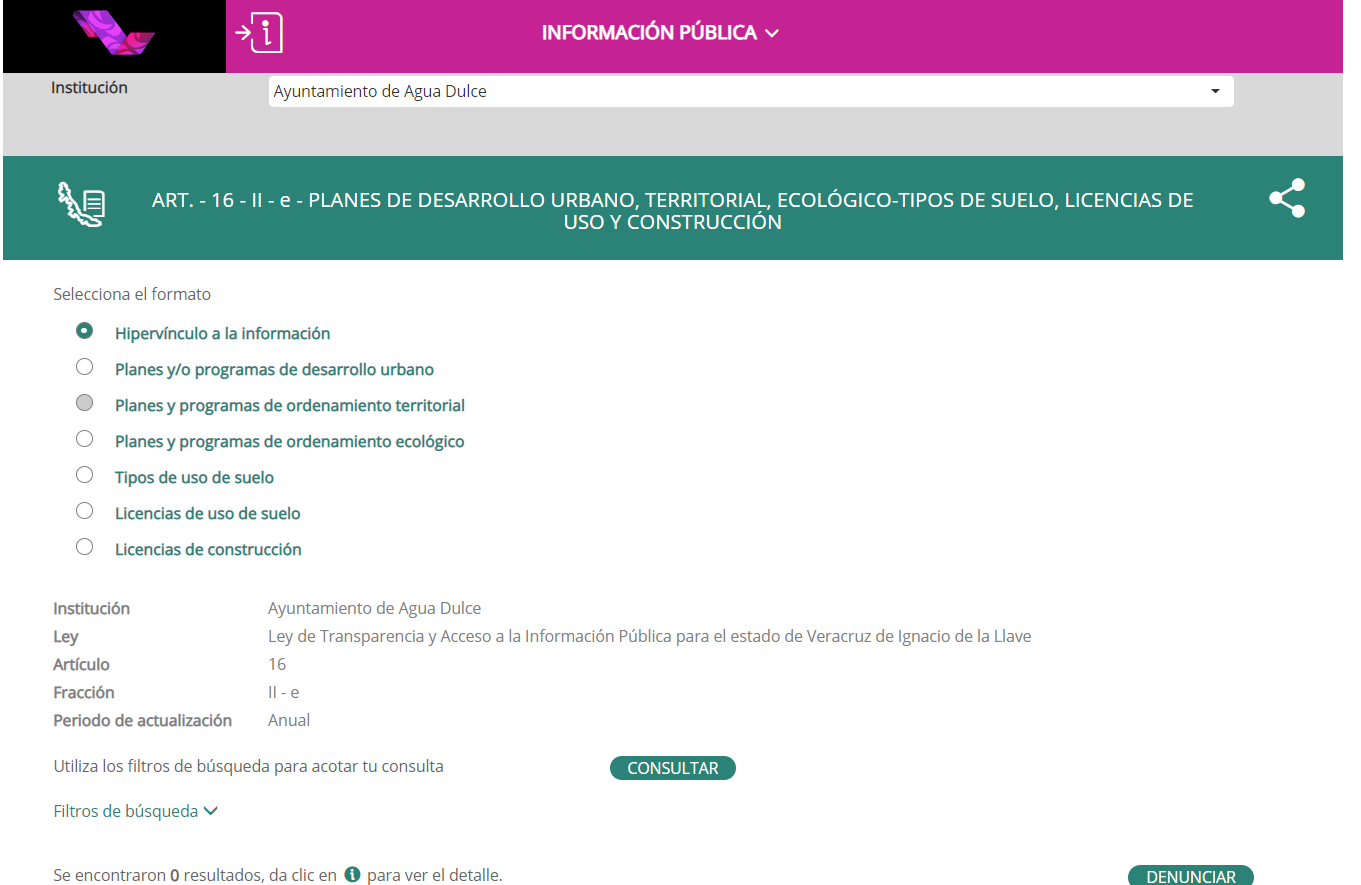 INFORMACIÓN PÚBLICA
Institución Ayuntamiento de Agua Dulce
ART. - 16 - II - e - PLANES DE DESARROLLO URBANO, TERRITORIAL, ECOLÓGICO-TIPOS DE SUELO, LICENCIAS DE
USO Y CONSTRUCCIÓN
Selecciona el formato
Hipervínculo a la información
Planes y/o programas de desarrollo urbano
Planes y programas de ordenamiento territorial
Planes y programas de ordenamiento ecológico
Tipos de uso de suelo
Licencias de uso de suelo
Licencias de construcción
Institución Ayuntamiento de Agua Dulce
Ley Ley de Transparencia y Acceso a la Información Pública para el estado de Veracruz de Ignacio de la Llave
Artículo 16
Fracción II - e
Periodo de actualización Anual
Utiliza los filtros de búsqueda para acotar tu consulta CONSULTAR
Filtros de búsqueda
Se encontraron 0 resultados, da clic en i para ver el detalle. DENUNCIAR